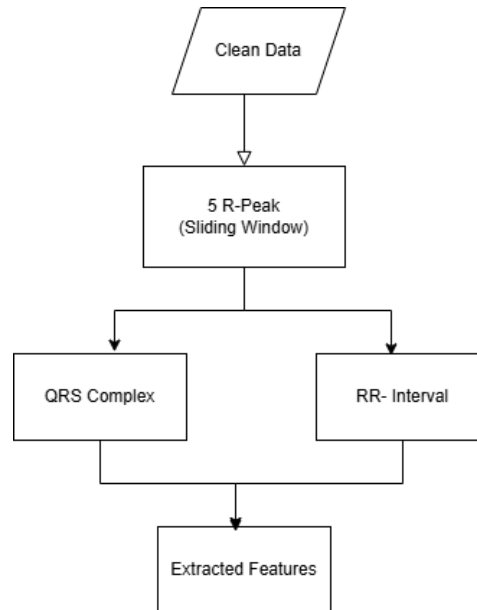 Clean Data
5 R-Peak
(Sliding Window)
QRS Complex
RR- Interval
Extracted Features